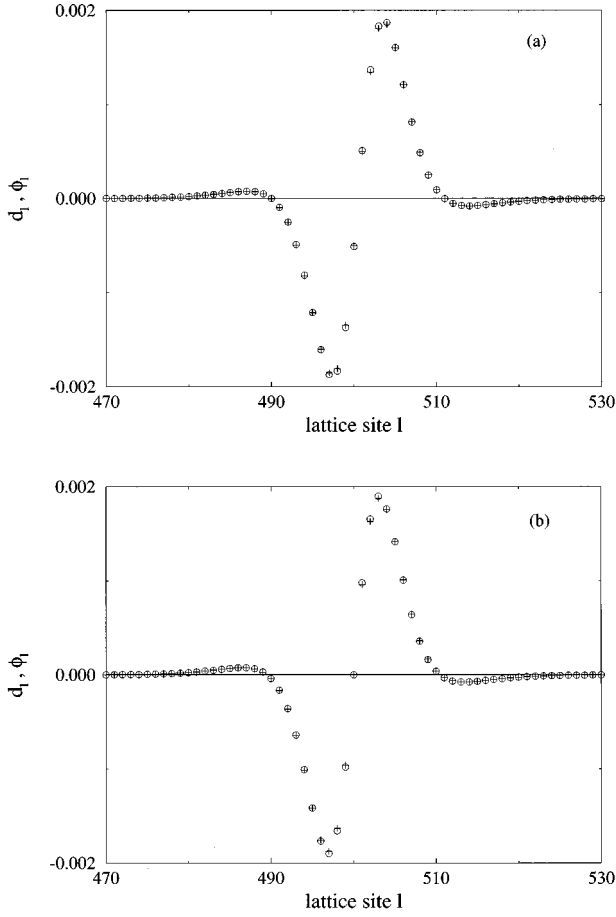 0.002
(a)
d_l , φ_l
0.000
-0.002
470 490 510 530
lattice site l
0.002
(b)
d_l , φ_l
0.000
-0.002
470 490 510 530
lattice site l